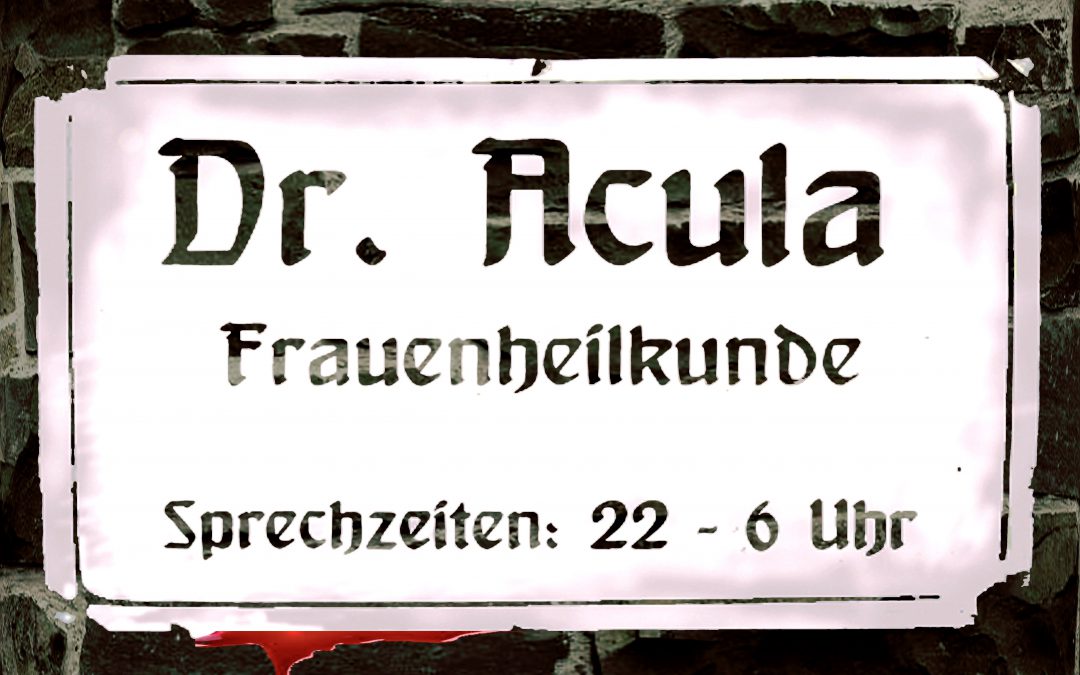 Dr. Acula
Frauenheilkunde
Sprechzeiten: 22 - 6 Uhr